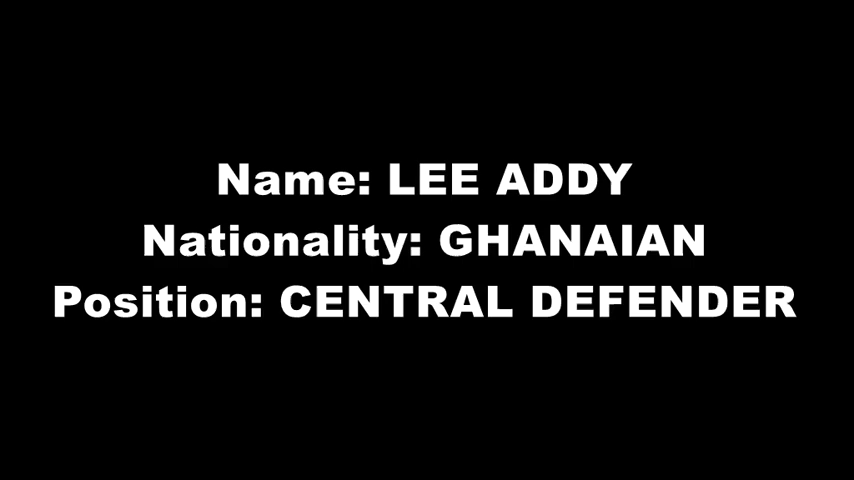 Name: LEE ADDY
Nationality: GHANAIAN
Position: CENTRAL DEFENDER